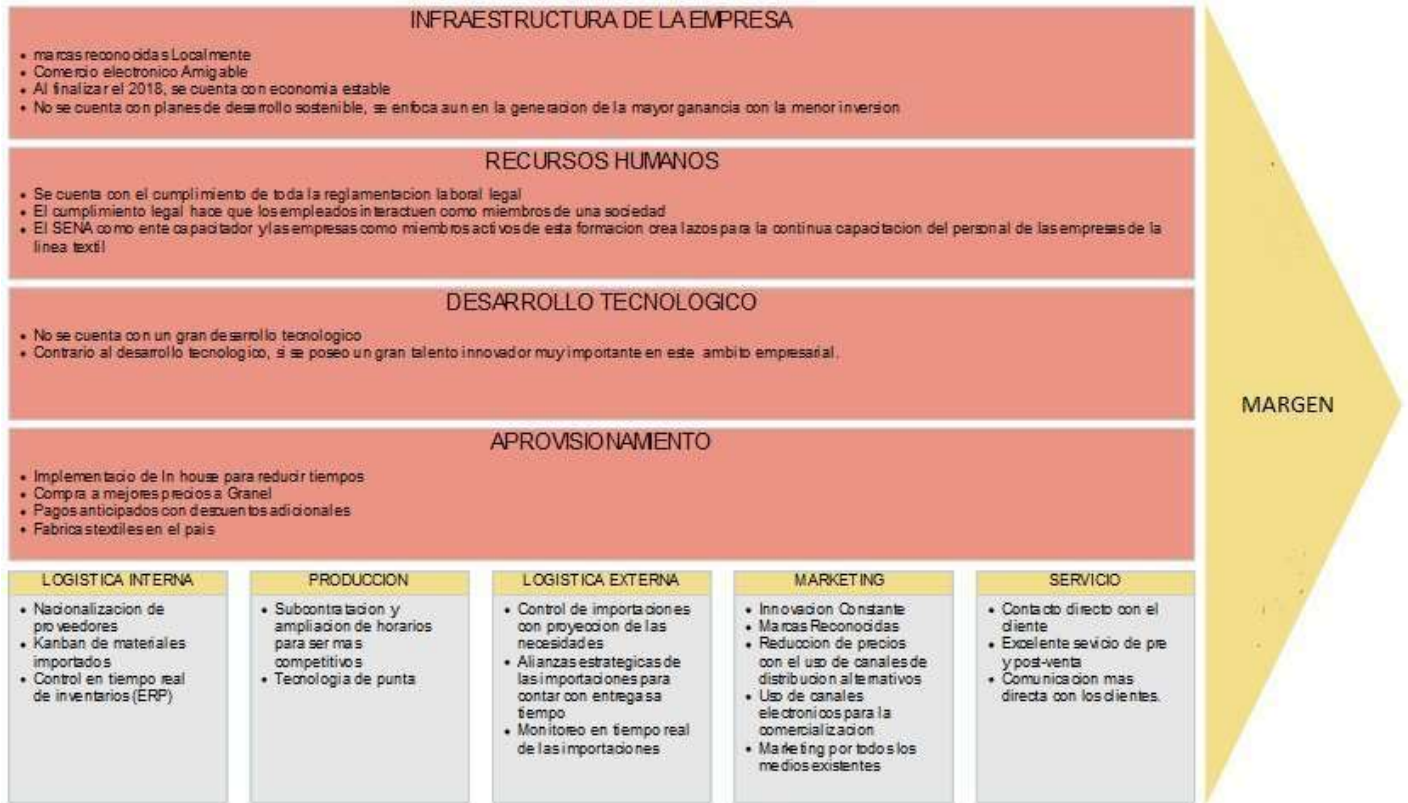 INFRAESTRUCTURA DE LA EMPRESA
• marcas reconocidas Localmente
• Comercio electronico Amigable
• Al finalizar el 2018, se cuenta con economia estable
• No se cuenta con planes de desarrollo sostenible, se enfoca aun en la generacion de la mayor ganancia con la menor inversion
RECURSOS HUMANOS
• Se cuenta con el cumplimiento de toda la reglamentacion laboral legal
• El cumplimiento legal hace que los empleados interactuen como miembros de una sociedad
• El SENA como ente capacitador y las empresas como miembros activos de esta formacion crea lazos para la continua capacitacion del personal de las empresas de la
linea textil
DESARROLLO TECNOLOGICO
• No se cuenta con un gran desarrollo tecnologico
• Contrario al desarrollo tecnologico, si se poseo un gran talento innovador muy importante en este ambito empresarial.
APROVISIONAMIENTO
• Implementacio de In house para reducir tiempos
• Compra a mejores precios a Granel
• Pagos anticipados con descuentos adicionales
• Fabricas textiles en el pais
MARGEN
LOGISTICA INTERNA
• Nacionalizacion de
proveedores
• Kanban de materiales
importados
• Control en tiempo real
de inventarios (ERP)
PRODUCCION
• Subcontratacion y
ampliacion de horarios
para ser mas
competitivos
• Tecnologia de punta
LOGISTICA EXTERNA
• Control de importaciones
con proyeccion de las
necesidades
• Alianzas estrategicas de
las importaciones para
contar con entregas a
tiempo
• Monitoreo en tiempo real
de las importaciones
MARKETING
• Innovacion Constante
• Marcas Reconocidas
• Reduccion de precios
con el uso de canales de
distribucion alternativos
• Uso de canales
electronicos para la
comercializacion
• Marketing por todos los
medios existentes
SERVICIO
• Contacto directo con el
cliente
• Excelente sevicio de pre
y post-venta
• Comunicacion mas
directa con los clientes.